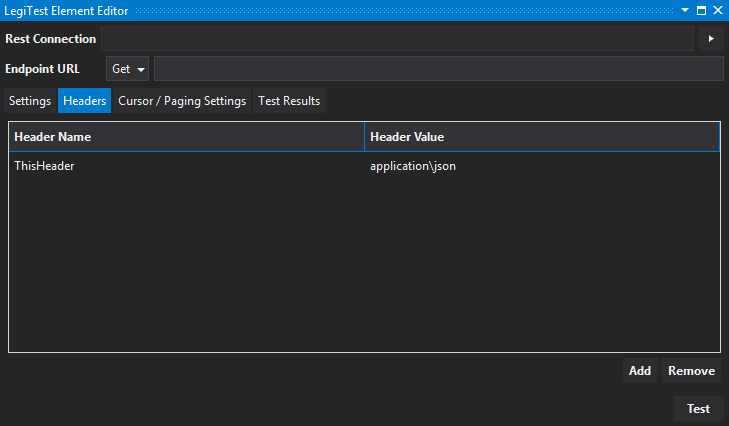 LegiTest Element Editor
Rest Connection
Endpoint URL Get
Settings Headers Cursor / Paging Settings Test Results
Header Name Header Value
ThisHeader application\json
Add Remove
Test